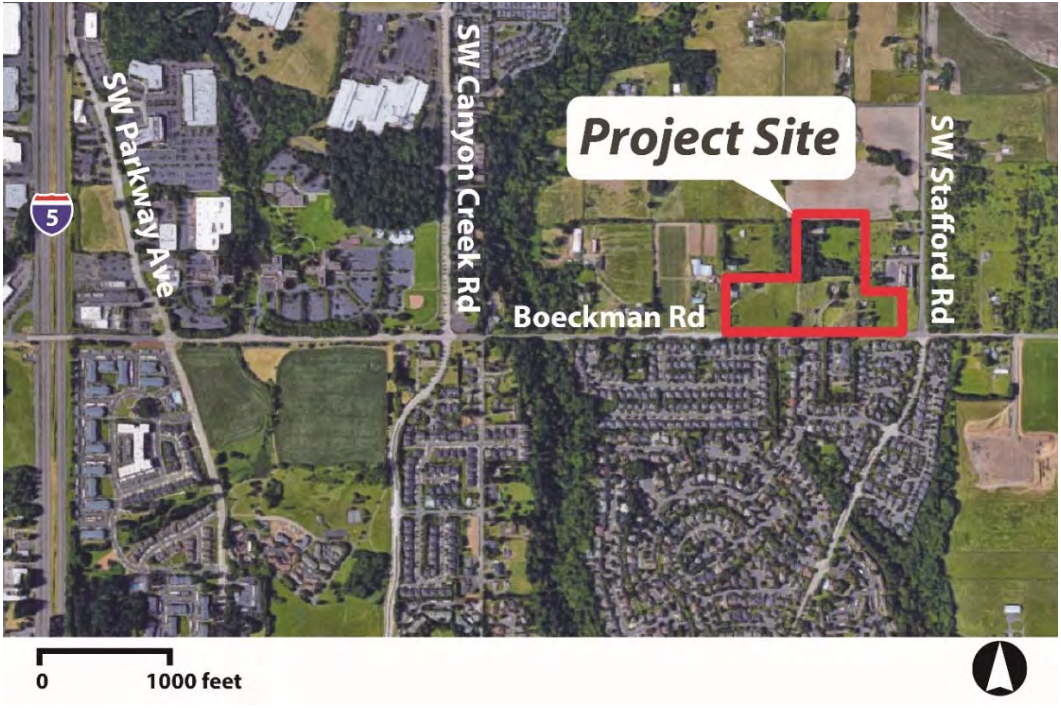 SW Parkway Ave
SW Canyon Creek Rd
Project Site
SW Stafford Rd
5
Boeckman Rd
0 1000 feet